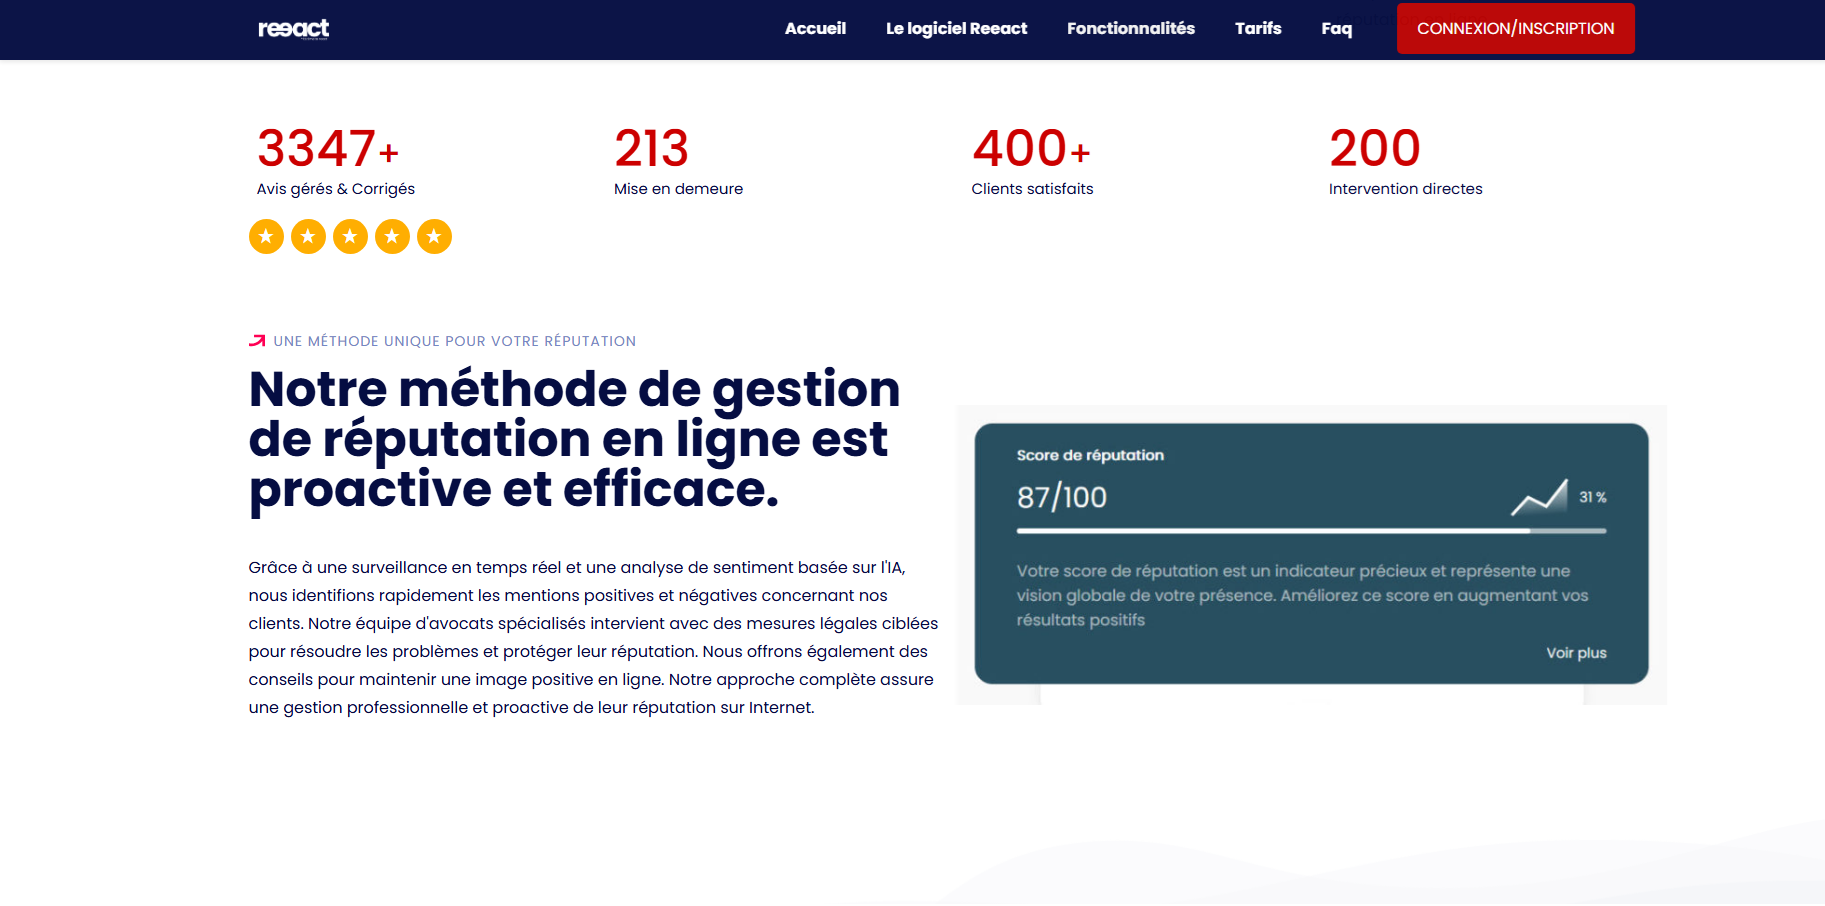 reeact
Accueil
Le logiciel Reeact
Fonctionnalités
Tarifs
Faq
CONNEXION/INSCRIPTION
3347+
Avis gérés & Corrigés
213
Mise en demeure
400+
Clients satisfaits
200
Intervention directes
UNE MÉTHODE UNIQUE POUR VOTRE RÉPUTATION
Notre méthode de gestion
de réputation en ligne est
proactive et efficace.
Grâce à une surveillance en temps réel et une analyse de sentiment basée sur l'IA,
nous identifions rapidement les mentions positives et négatives concernant nos
clients. Notre équipe d'avocats spécialisés intervient avec des mesures légales ciblées
pour résoudre les problèmes et protéger leur réputation. Nous offrons également des
conseils pour maintenir une image positive en ligne. Notre approche complète assure
une gestion professionnelle et proactive de leur réputation sur Internet.
Score de réputation
87/100
31 %
Votre score de réputation est un indicateur précieux et représente une
vision globale de votre présence. Améliorez ce score en augmentant vos
résultats positifs
Voir plus